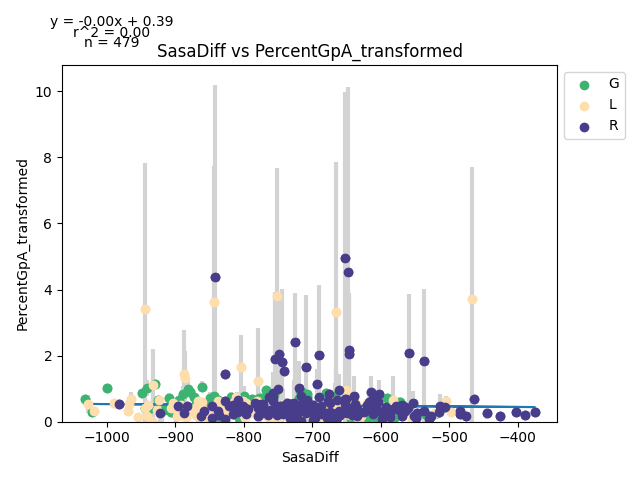 y = -0.00x + 0.39
r^2 = 0.00
n = 479
SasaDiff vs PercentGpA_transformed
G
L
R
PercentGpA_transformed
10
8
6
4
2
0
−1000 −900 −800 −700 −600 −500 −400
SasaDiff